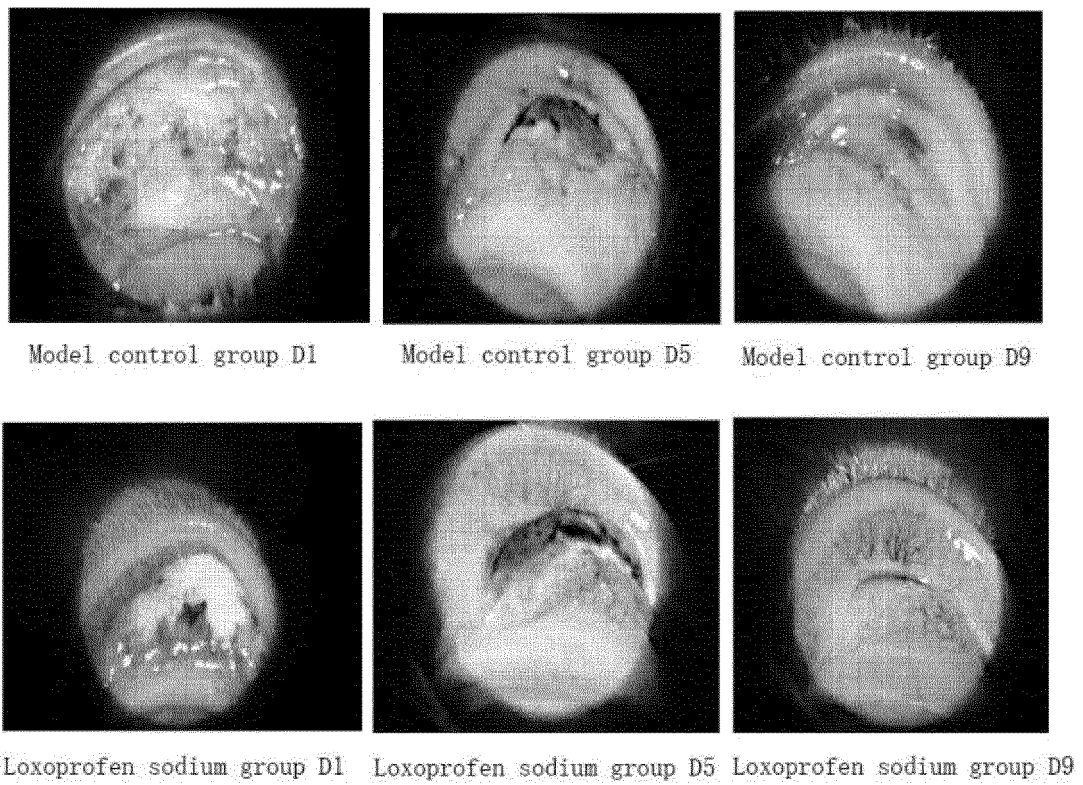 Model control group D1
Model control group D5
Model control group D9
Loxoprofen sodium group D1
Loxoprofen sodium group D5
Loxoprofen sodium group D9